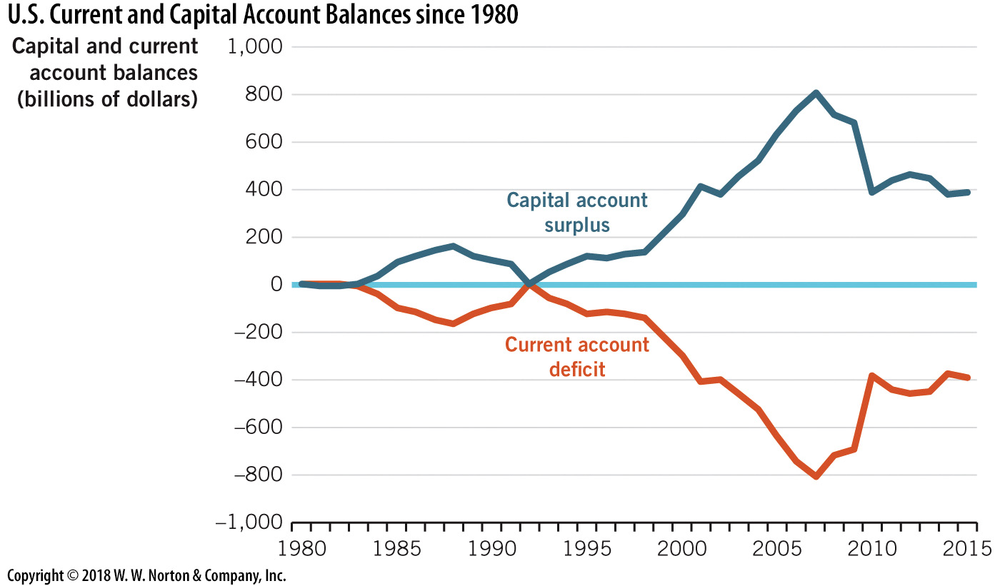 U.S. Current and Capital Account Balances since 1980
Capital and current
account balances
(billions of dollars)
1,000
800
600
400
200
0
–200
–400
–600
–800
–1,000
Capital account
surplus
Current account
deficit
1980 1985 1990 1995 2000 2005 2010 2015
Copyright © 2018 W. W. Norton & Company, Inc.